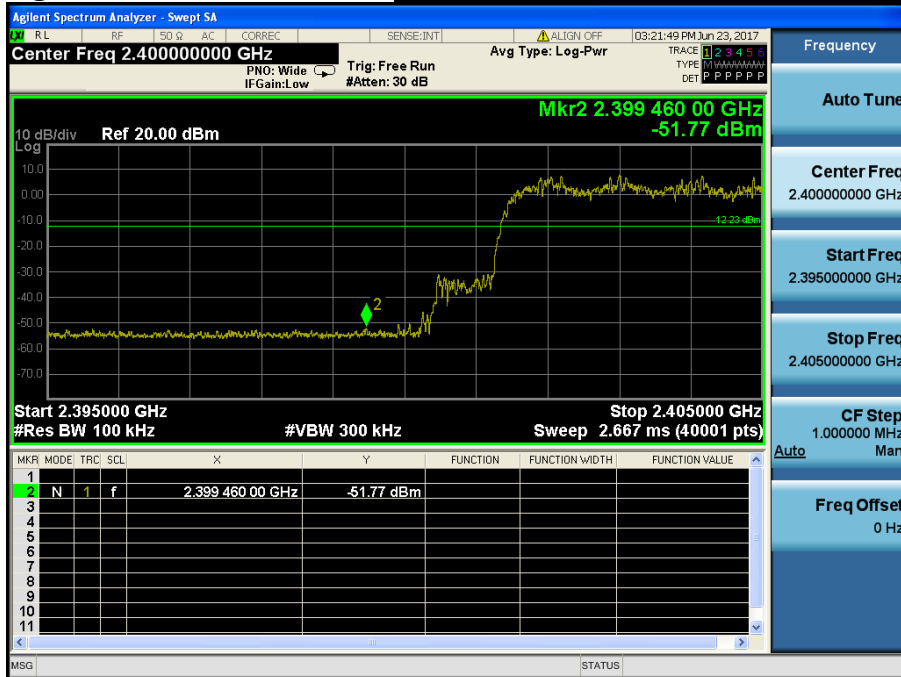 Agilent Spectrum Analyzer - Swept SA
LXI RL RF 50 Ω AC CORREC SENSE:INT ALIGN OFF 03:21:49 PM Jun 23, 2017
Center Freq 2.400000000 GHz
PNO: Wide
IFGain:Low
Trig: Free Run
#Atten: 30 dB
Avg Type: Log-Pwr
TRACE 1 2 3 4 5 6
TYPE M WWWWW
DET P P P P P P
Mkr2 2.399 460 00 GHz
-51.77 dBm
10 dB/div Ref 20.00 dBm
Log
10.0
0.00
-10.0
-12.23 dBm
-20.0
-30.0
-40.0
2
-50.0
-60.0
-70.0
Start 2.395000 GHz Stop 2.405000 GHz
#Res BW 100 kHz #VBW 300 kHz Sweep 2.667 ms (40001 pts)
MKR MODE TRC SCL X Y FUNCTION FUNCTION WIDTH FUNCTION VALUE
1
2 N 1 f 2.399 460 00 GHz -51.77 dBm
3
4
5
6
7
8
9
10
11
MSG STATUS
Frequency
Auto Tune
Center Freq
2.400000000 GHz
Start Freq
2.395000000 GHz
Stop Freq
2.405000000 GHz
CF Step
1.000000 MHz
Auto Man
Freq Offset
0 Hz